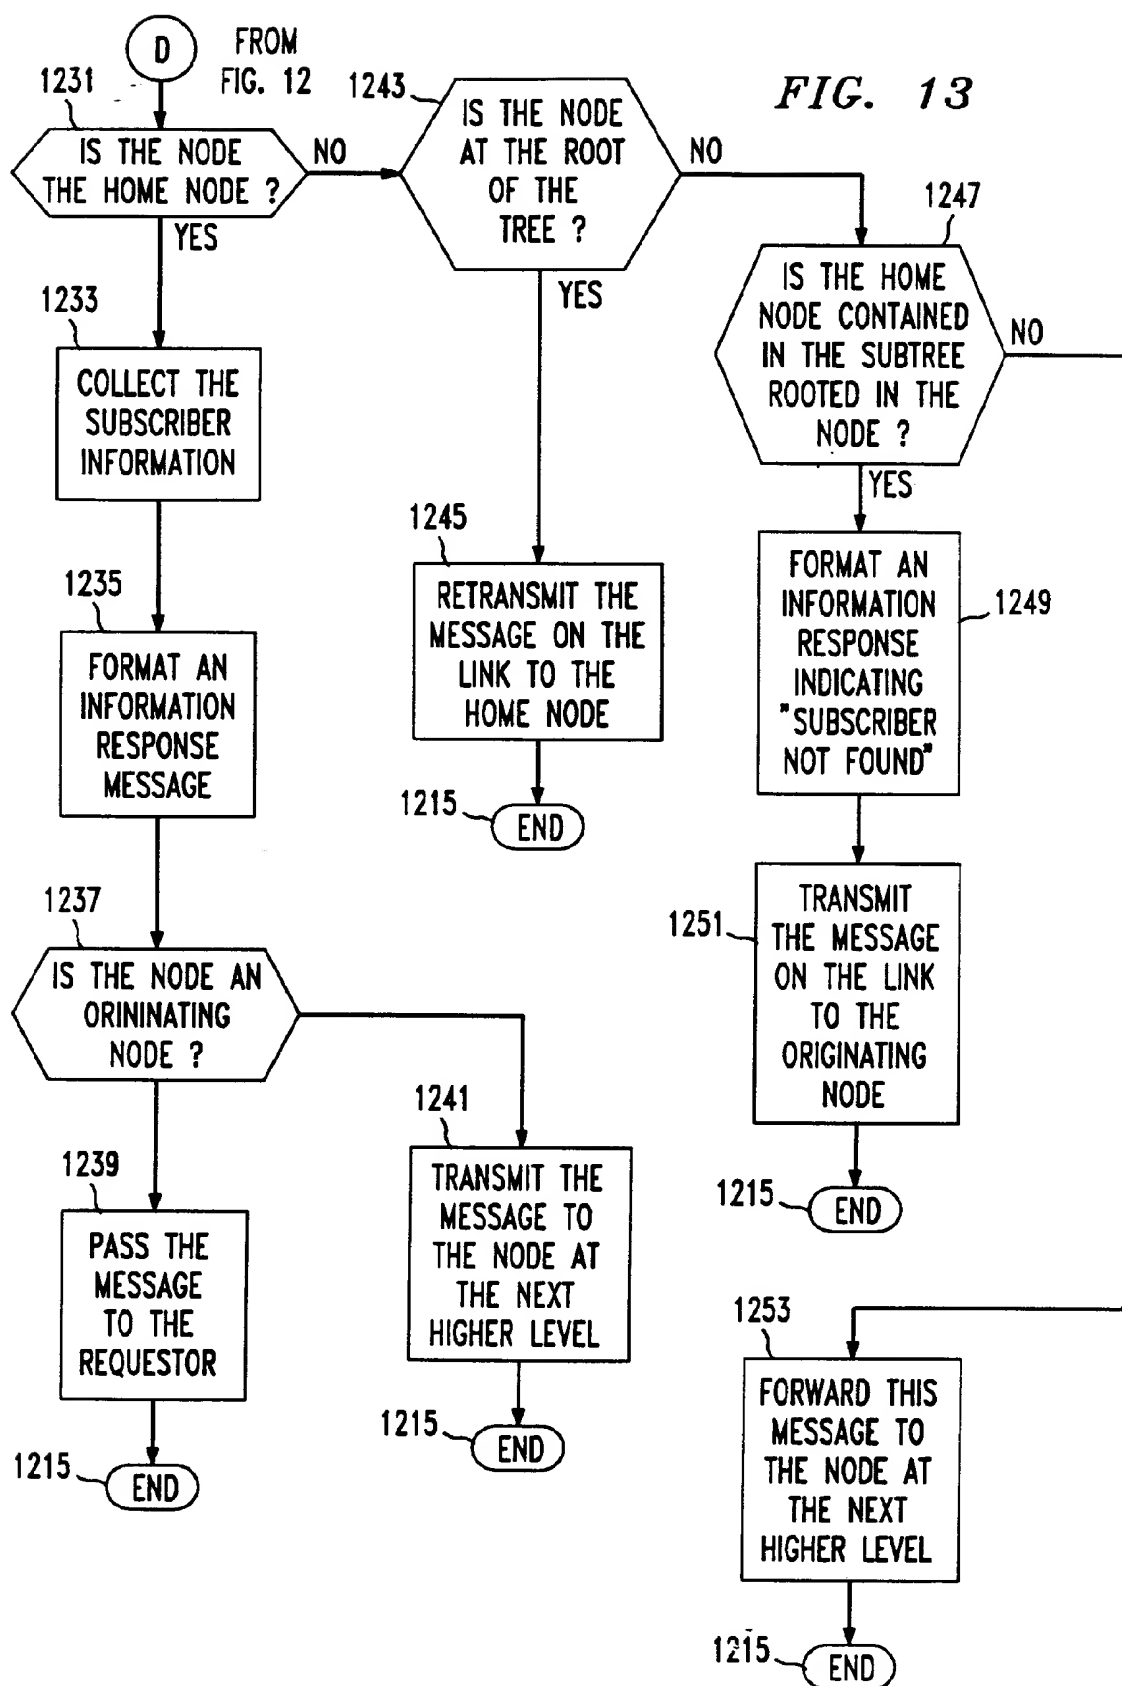 D
FROM
FIG. 12
FIG. 13
1231
IS THE NODE
THE HOME NODE ?
NO
YES
1243
IS THE NODE
AT THE ROOT
OF THE
TREE ?
NO
YES
1247
IS THE HOME
NODE CONTAINED
IN THE SUBTREE
ROOTED IN THE
NODE ?
NO
YES
1233
COLLECT THE
SUBSCRIBER
INFORMATION
1245
RETRANSMIT THE
MESSAGE ON THE
LINK TO THE
HOME NODE
1215
END
1249
FORMAT AN
INFORMATION
RESPONSE
INDICATING
"SUBSCRIBER
NOT FOUND"
1235
FORMAT AN
INFORMATION
RESPONSE
MESSAGE
1251
TRANSMIT
THE MESSAGE
ON THE LINK
TO THE
ORIGINATING
NODE
1215
END
1237
IS THE NODE AN
ORININATING
NODE ?
1239
PASS THE
MESSAGE
TO THE
REQUESTOR
1215
END
1241
TRANSMIT THE
MESSAGE TO
THE NODE AT
THE NEXT
HIGHER LEVEL
1215
END
1253
FORWARD THIS
MESSAGE TO
THE NODE AT
THE NEXT
HIGHER LEVEL
1215
END